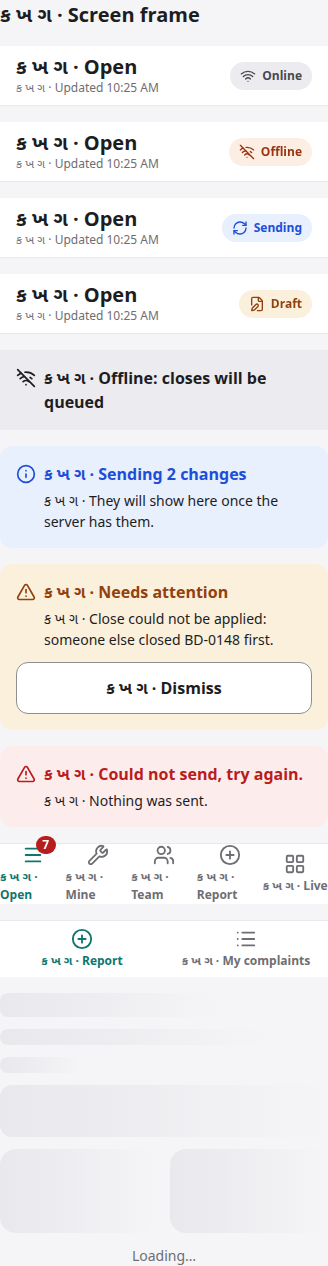 ક ખ ગ · Screen frame
ક ખ ગ · Open
ક ખ ગ · Updated 10:25 AM
Online
ક ખ ગ · Open
ક ખ ગ · Updated 10:25 AM
Offline
ક ખ ગ · Open
ક ખ ગ · Updated 10:25 AM
Sending
ક ખ ગ · Open
ક ખ ગ · Updated 10:25 AM
Draft
ક ખ ગ · Offline: closes will be
queued
ક ખ ગ · Sending 2 changes
ક ખ ગ · They will show here once the
server has them.
ક ખ ગ · Needs attention
ક ખ ગ · Close could not be applied:
someone else closed BD-0148 first.
ક ખ ગ · Dismiss
ક ખ ગ · Could not send, try again.
ક ખ ગ · Nothing was sent.
7
ક ખ ગ ·
Open
ક ખ ગ ·
Mine
ક ખ ગ ·
Team
ક ખ ગ ·
Report
ક ખ ગ · Live
ક ખ ગ · Report
ક ખ ગ · My complaints
Loading...